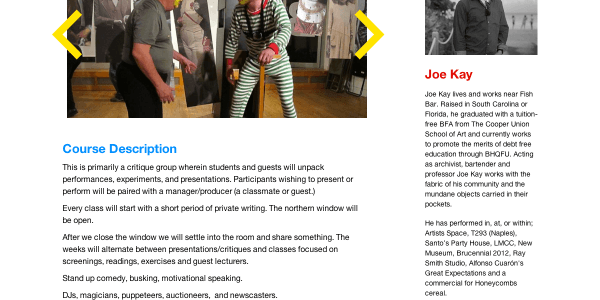 Course Description
This is primarily a critique group wherein students and guests will unpack
performances, experiments, and presentations. Participants wishing to present or
perform will be paired with a manager/producer (a classmate or guest.)
Every class will start with a short period of private writing. The northern window will
be open.
After we close the window we will settle into the room and share something. The
weeks will alternate between presentations/critiques and classes focused on
screenings, readings, exercises and guest lecturers.
Stand up comedy, busking, motivational speaking.
DJs, magicians, puppeteers, auctioneers, and newscasters.
Joe Kay
Joe Kay lives and works near Fish
Bar. Raised in South Carolina or
Florida, he graduated with a tuition-
free BFA from The Cooper Union
School of Art and currently works
to promote the merits of debt free
education through BHQFU. Acting
as archivist, bartender and
professor Joe Kay works with the
fabric of his community and the
mundane objects carried in their
pockets.
He has performed in, at, or within;
Artists Space, T293 (Naples),
Santo's Party House, LMCC, New
Museum, Brucennial 2012, Ray
Smith Studio, Alfonso Cuarón's
Great Expectations and a
commercial for Honeycombs
cereal.